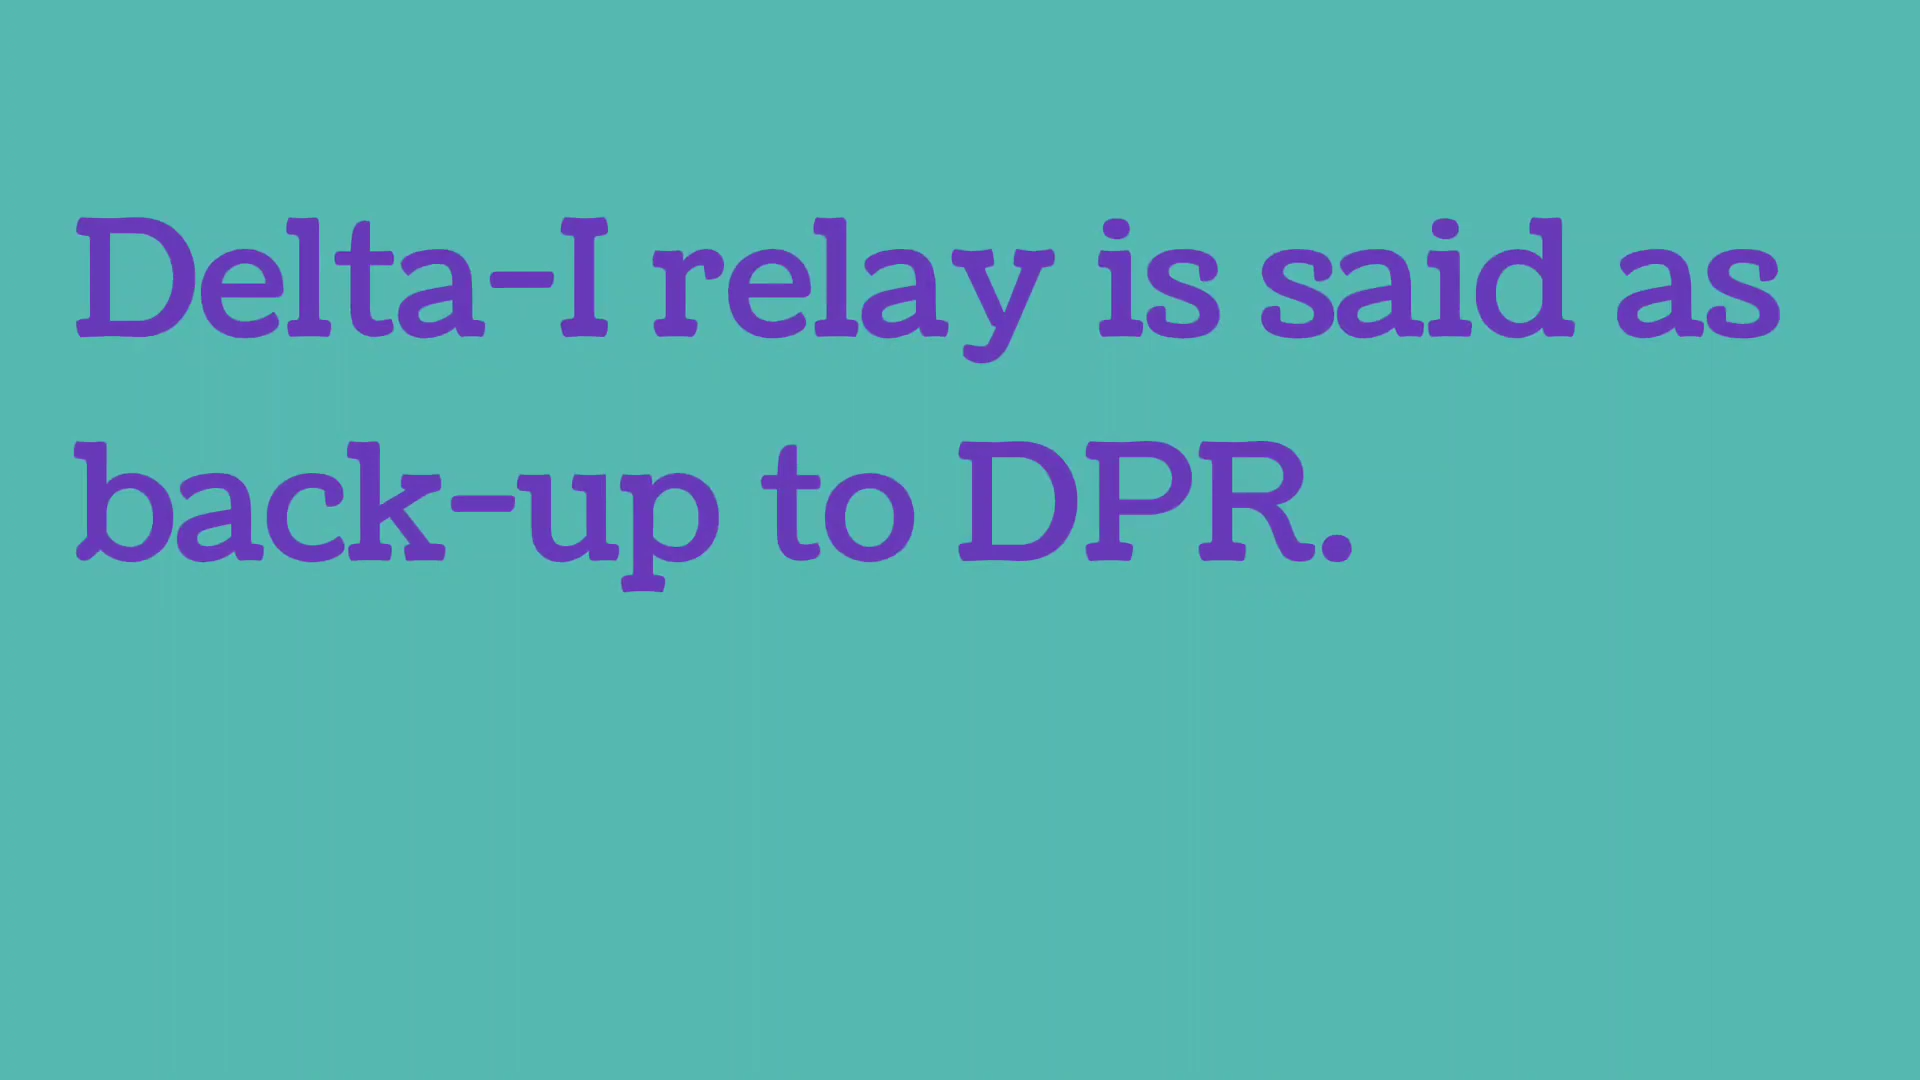 Delta-I relay is said as
back-up to DPR.